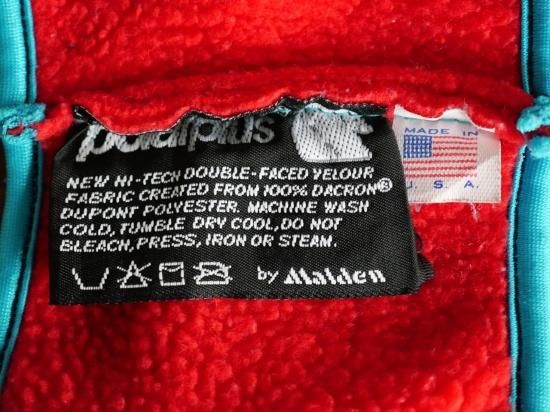 polarplus
NEW HI-TECH DOUBLE-FACED VELOUR
FABRIC CREATED FROM 100% DACRON®
DUPONT POLYESTER. MACHINE WASH
COLD, TUMBLE DRY COOL, DO NOT
BLEACH, PRESS, IRON OR STEAM.
by Malden
MADE IN
U.S.A.